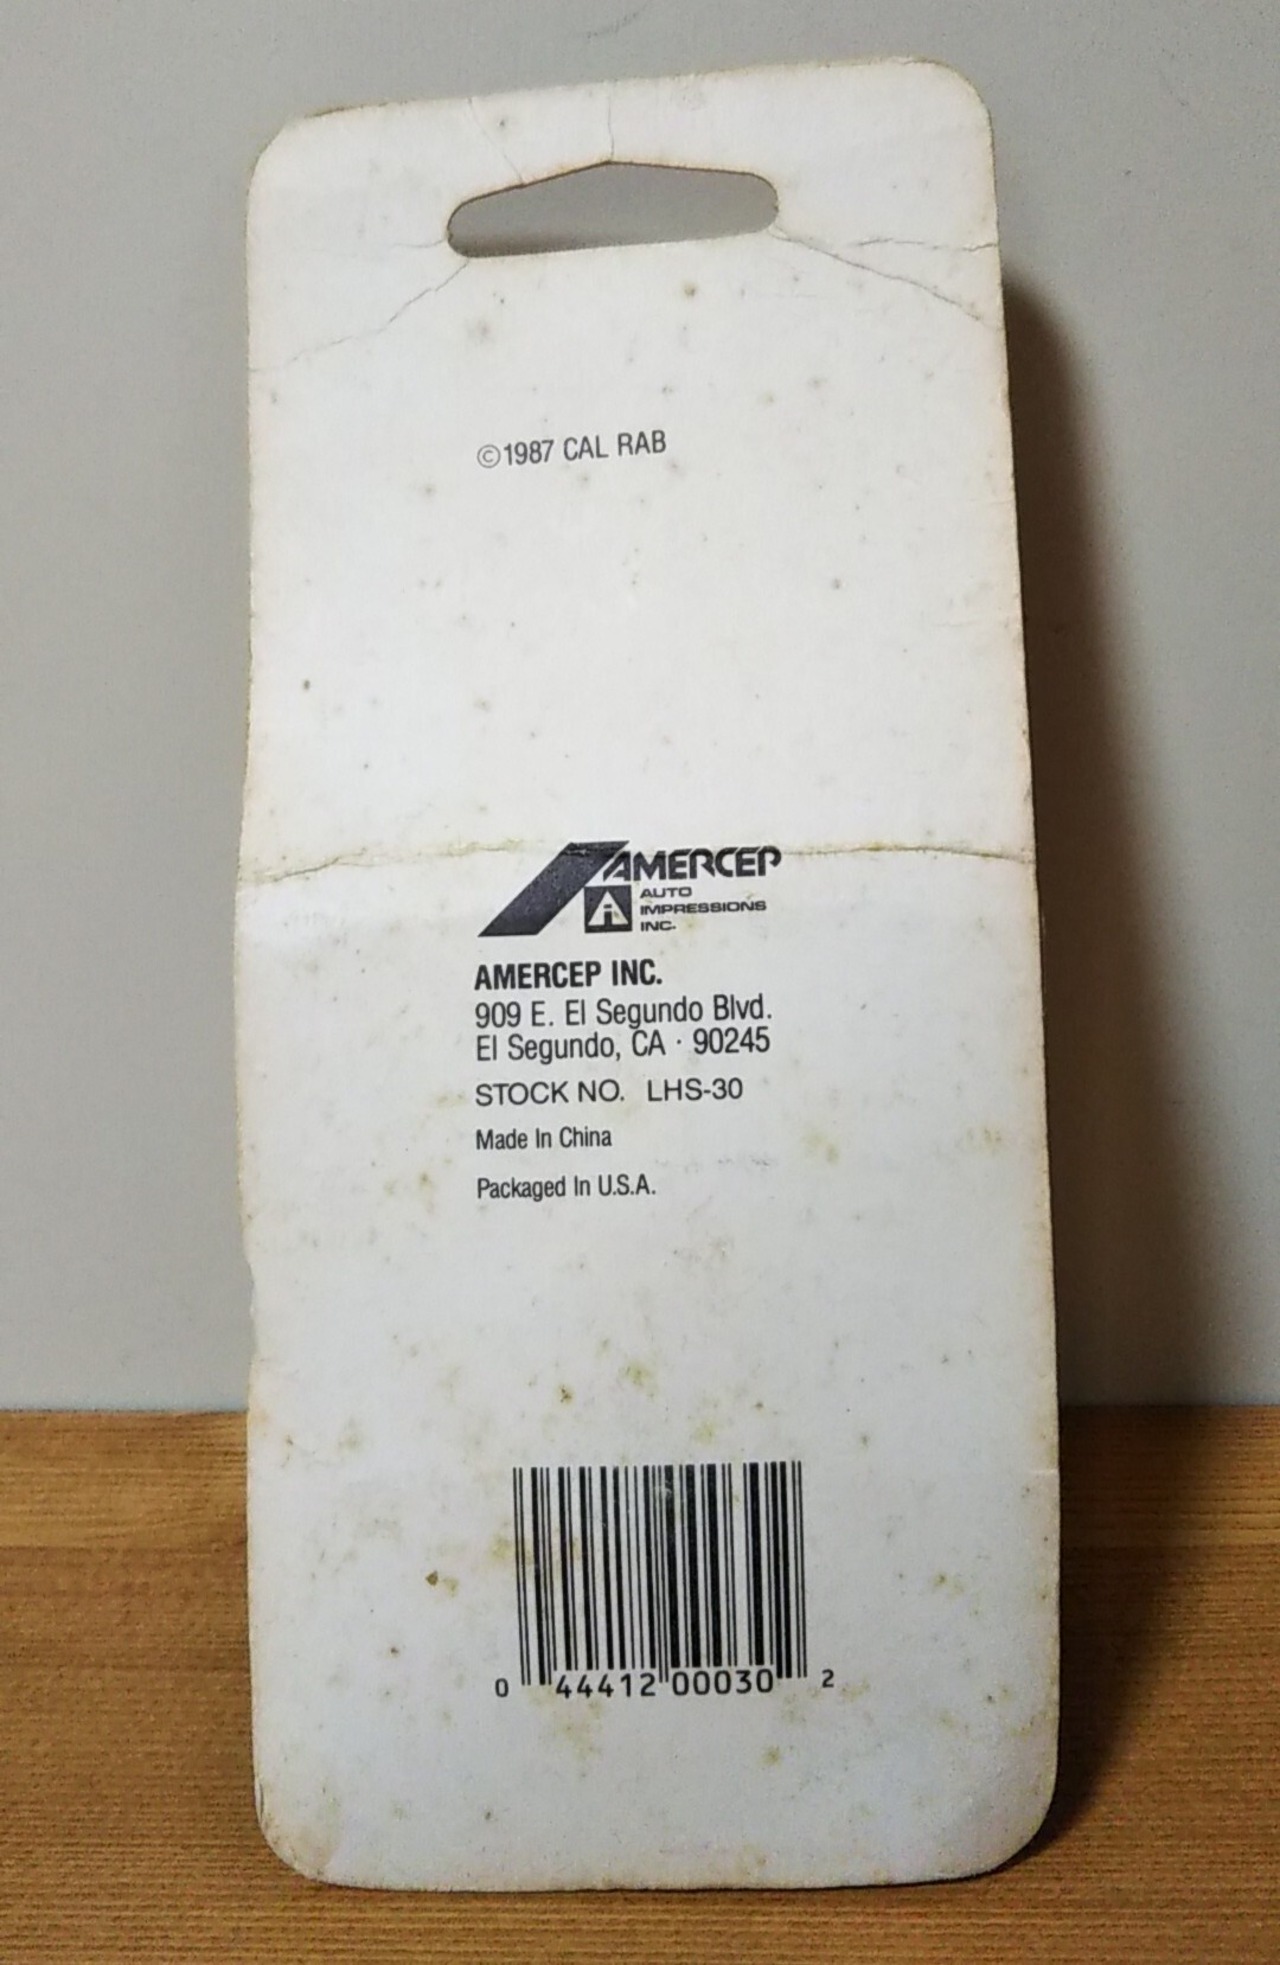 ©1987 CAL RAB
AMERCEP
AUTO
IMPRESSIONS
INC.
AMERCEP INC.
909 E. El Segundo Blvd.
El Segundo, CA · 90245
STOCK NO. LHS-30
Made In China
Packaged In U.S.A.
0 44412 00030 2